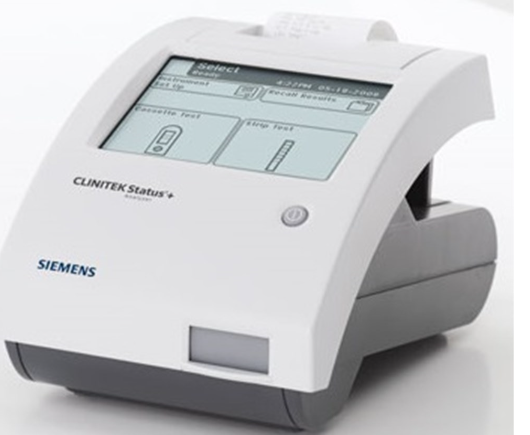 Select
Ready
4:22PM 05-19-2008
Instrument
Set Up
Recall Results
Cassette Test
Strip Test
CLINITEK Status®+
Analyzer
SIEMENS